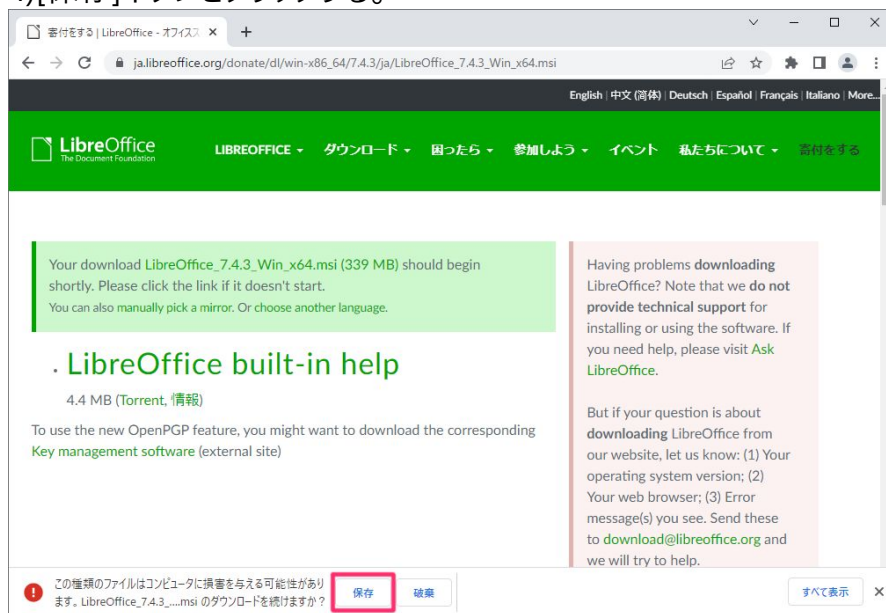 [保存]ボタンをクリックする。
寄付をする | LibreOffice - オフィス
ja.libreoffice.org/donate/dl/win-x86_64/7.4.3/ja/LibreOffice_7.4.3_Win_x64.msi
English | 中文 (简体) | Deutsch | Español | Français | Italiano | More...
LibreOffice
The Document Foundation
LIBREOFFICE ダウンロード 困ったら 参加しよう イベント 私たちについて 寄付をする
Your download LibreOffice_7.4.3_Win_x64.msi (339 MB) should begin
shortly. Please click the link if it doesn't start.
You can also manually pick a mirror. Or choose another language.
LibreOffice built-in help
4.4 MB (Torrent, 情報)
To use the new OpenPGP feature, you might want to download the corresponding
Key management software (external site)
Having problems downloading
LibreOffice? Note that we do not
provide technical support for
installing or using the software. If
you need help, please visit Ask
LibreOffice.
But if your question is about
downloading LibreOffice from
our website, let us know: (1) Your
operating system version; (2)
Your web browser; (3) Error
message(s) you see. Send these
to download@libreoffice.org and
we will try to help.
この種類のファイルはコンピュータに損害を与える可能性があり
ます。LibreOffice_7.4.3_....msi のダウンロードを続けますか？
保存
破棄
すべて表示